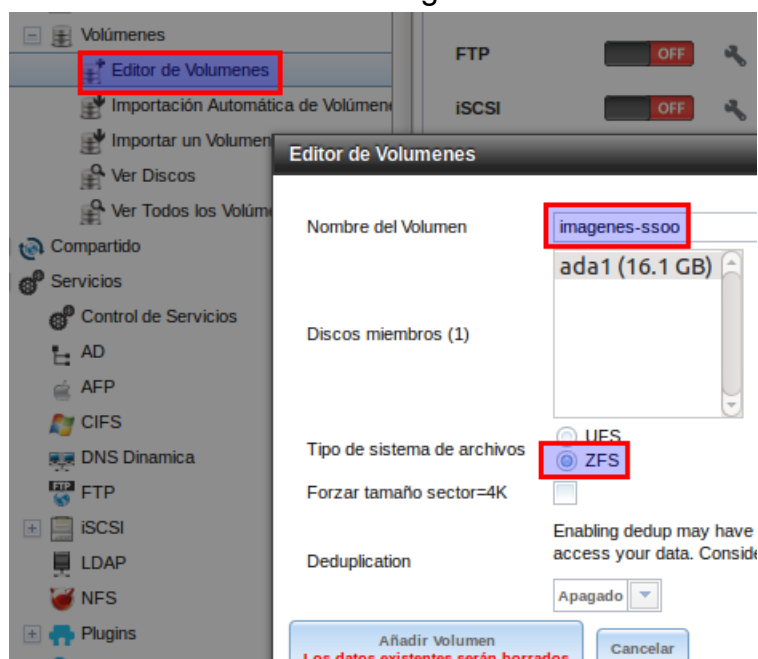 Volúmenes
Editor de Volumenes
Importación Automática de Volúmen
Importar un Volumen
Ver Discos
Ver Todos los Volúm
Compartido
Servicios
Control de Servicios
AD
AFP
CIFS
DNS Dinamica
FTP
iSCSI
LDAP
NFS
Plugins
FTP OFF
iSCSI OFF
Editor de Volumenes
Nombre del Volumen imagenes-ssoo
ada1 (16.1 GB)
Discos miembros (1)
Tipo de sistema de archivos
UFS
ZFS
Forzar tamaño sector=4K
Enabling dedup may have
access your data. Conside
Deduplication
Apagado
Añadir Volumen
Los datos existentes serán borrados
Cancelar